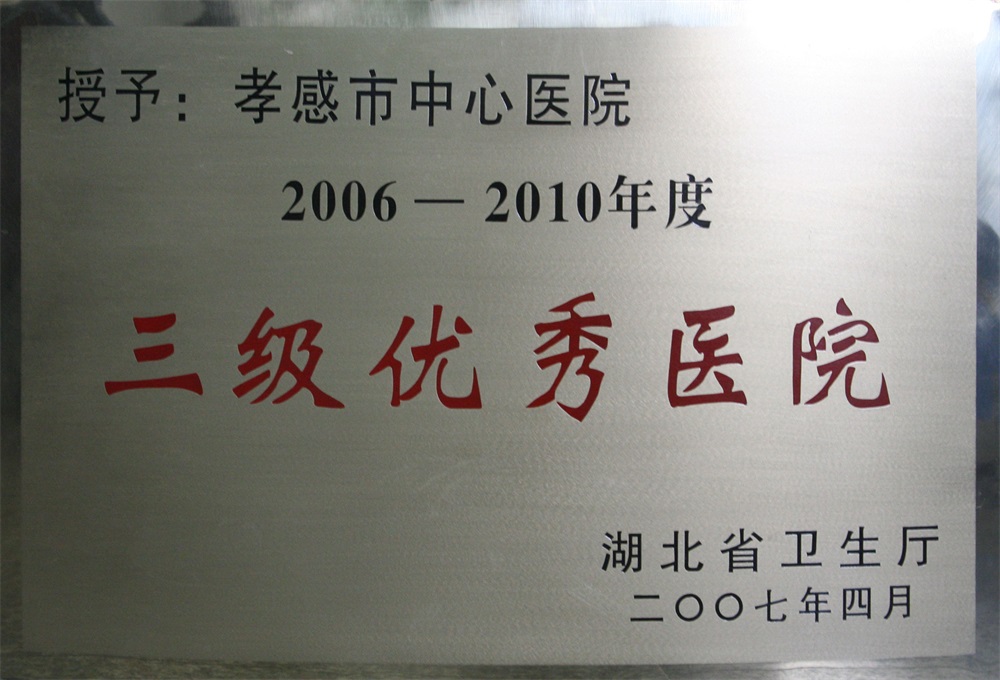 授予：孝感市中心医院
2006—2010年度
三级优秀医院
湖北省卫生厅
二〇〇七年四月